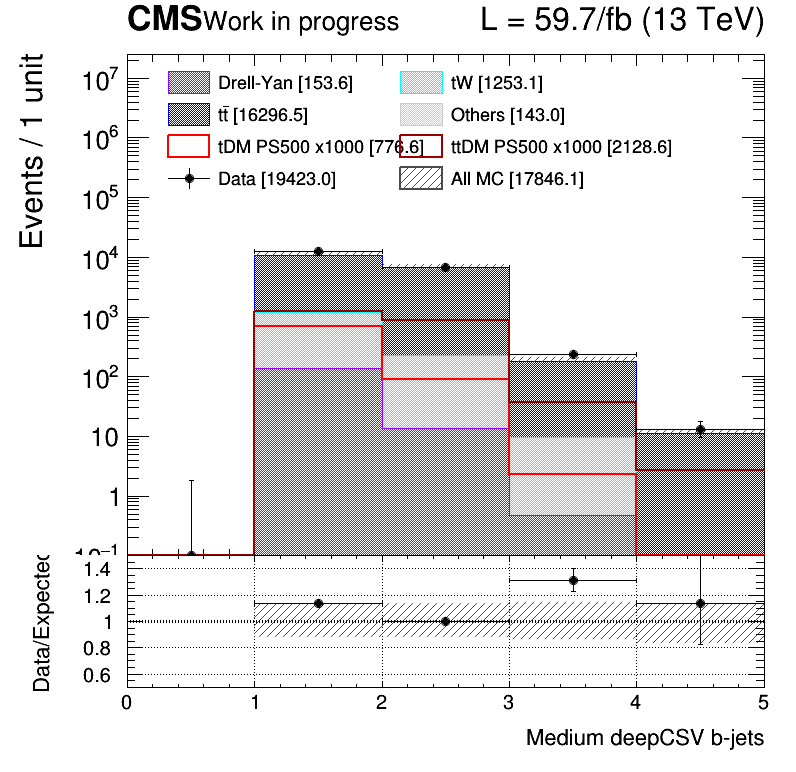 CMS Work in progress L = 59.7/fb (13 TeV)
Events / 1 unit
10⁷
10⁶
10⁵
10⁴
10³
10²
10
1
10⁻¹
Drell-Yan [153.6]
tW [1253.1]
tt̄ [16296.5]
Others [143.0]
tDM PS500 x1000 [776.6]
ttDM PS500 x1000 [2128.6]
Data [19423.0]
All MC [17846.1]
Data/Expected
1.4
1.2
1
0.8
0.6
0 1 2 3 4 5
Medium deepCSV b-jets